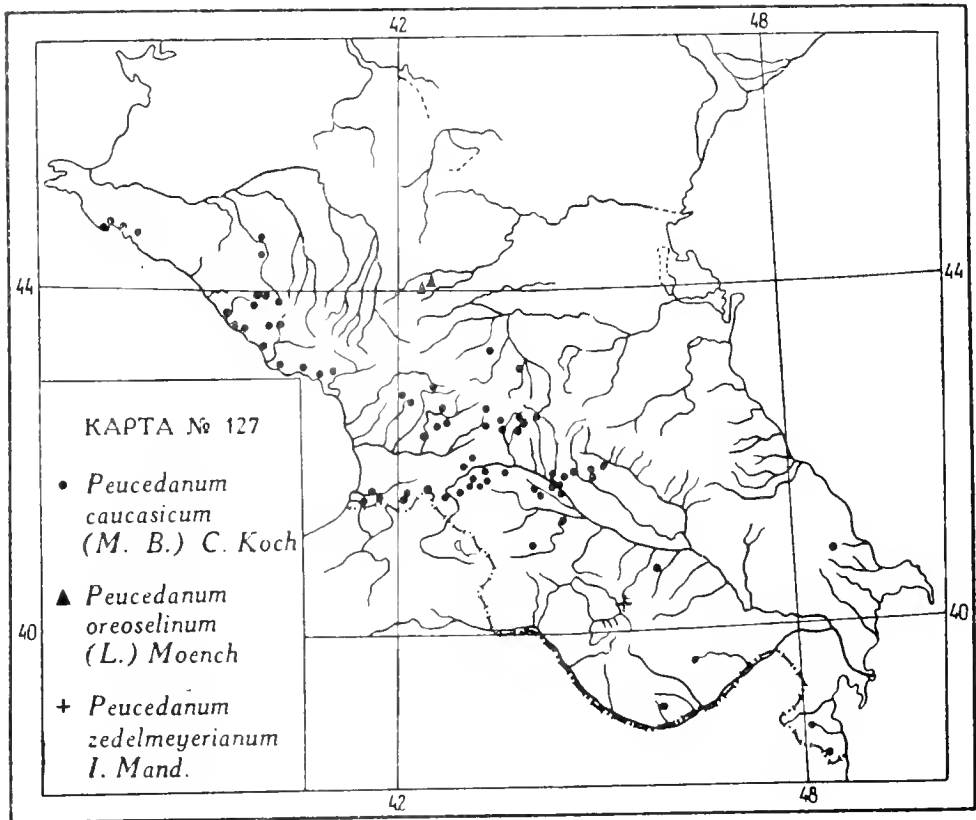 42 48
44 44
КАРТА № 127
• Peucedanum
caucasicum
(M. B.) C. Koch
▲ Peucedanum
oreoselinum
(L.) Moench
+ Peucedanum
zedelmeyerianum
I. Mand.
40 40
42 48